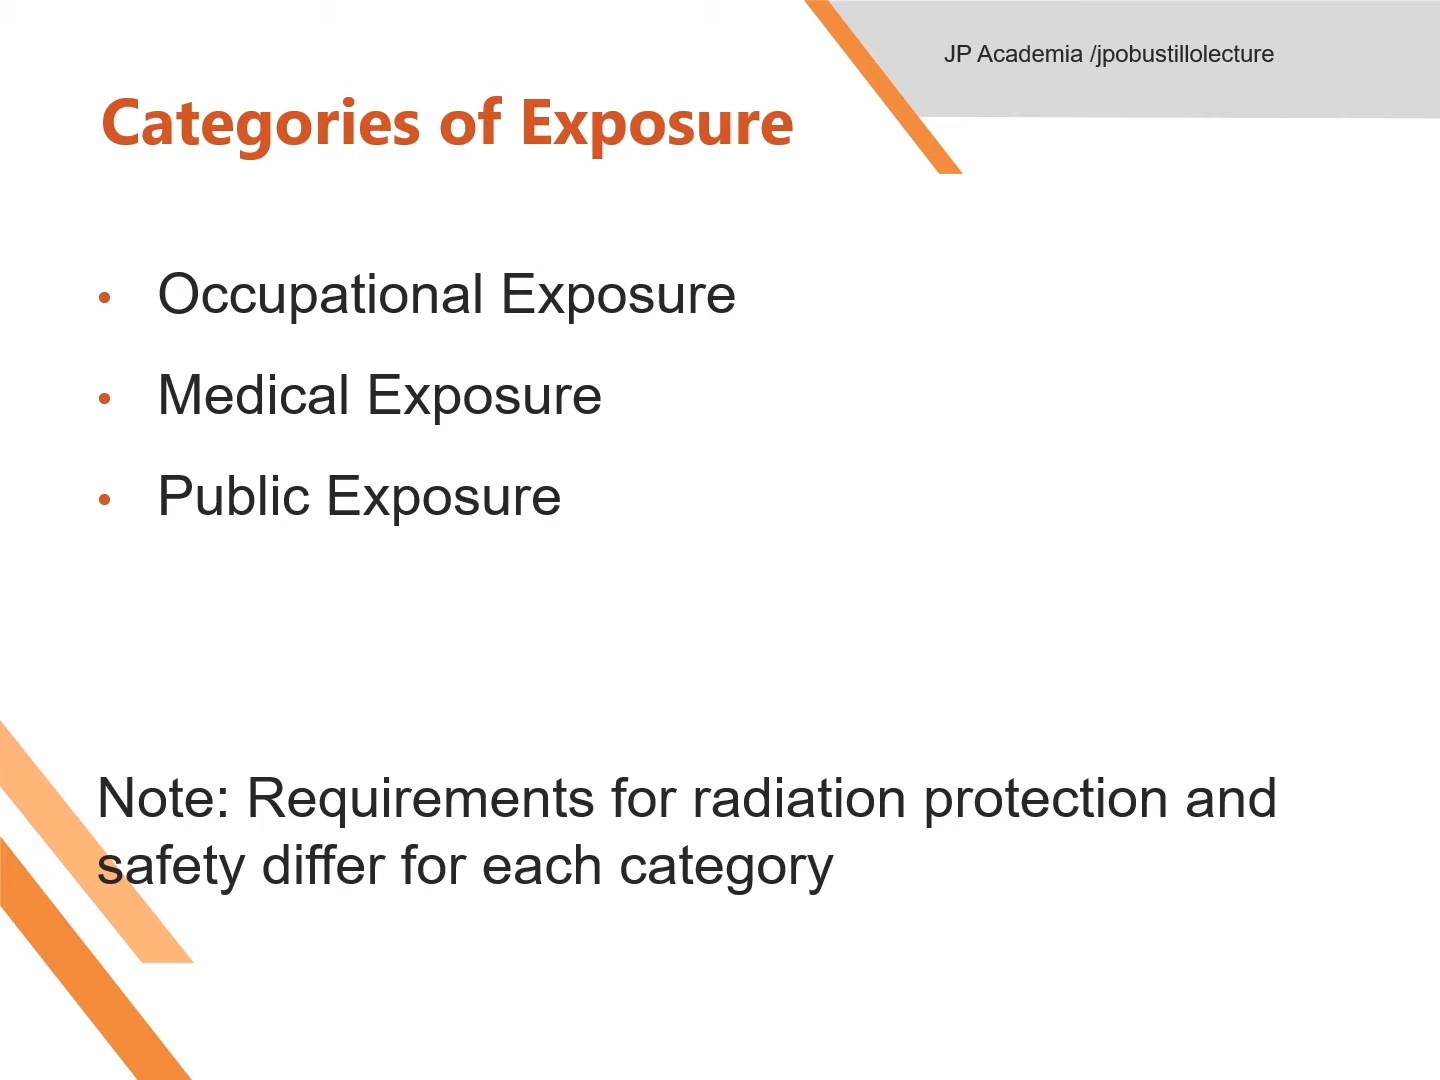 JP Academia /jpobustillolecture
Categories of Exposure
• Occupational Exposure
• Medical Exposure
• Public Exposure
Note: Requirements for radiation protection and
safety differ for each category